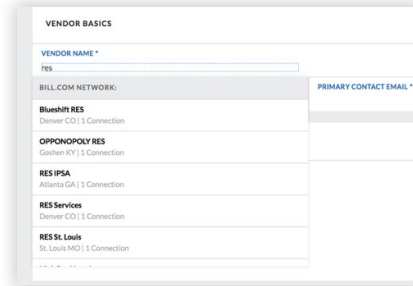 VENDOR BASICS
VENDOR NAME *
res
BILL.COM NETWORK:
PRIMARY CONTACT EMAIL *
Blueshift RES
Denver CO | 1 Connection
OPPONOPOLY RES
Goshen KY | 1 Connection
RES IPSA
Atlanta GA | 1 Connection
RES Services
Denver CO | 1 Connection
RES St. Louis
St. Louis MO | 1 Connection